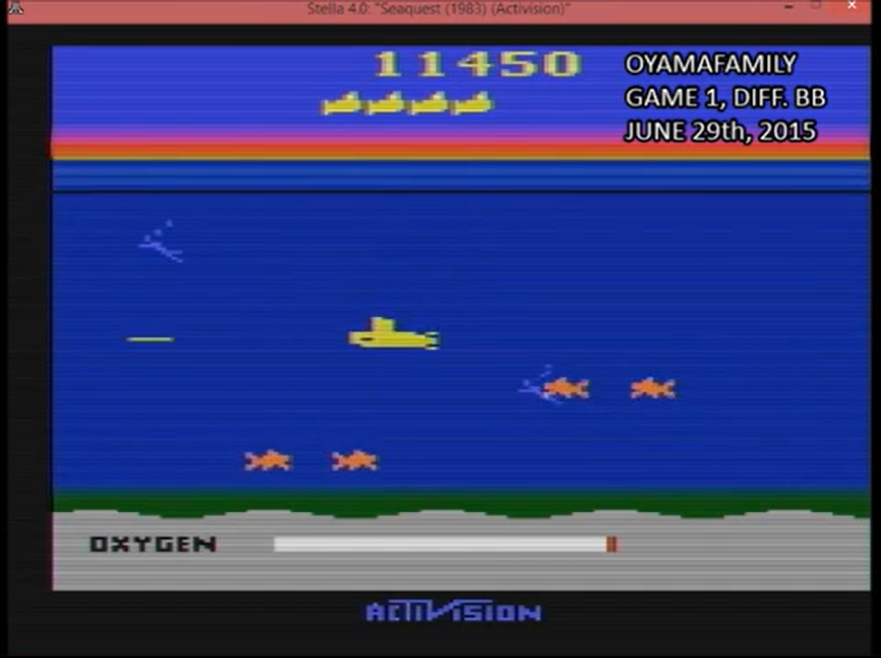 Stella 4.0: "Seaquest (1983) (Activision)"
11450
OYAMAFAMILY
GAME 1, DIFF. BB
JUNE 29th, 2015
OXYGEN
ACTIVISION